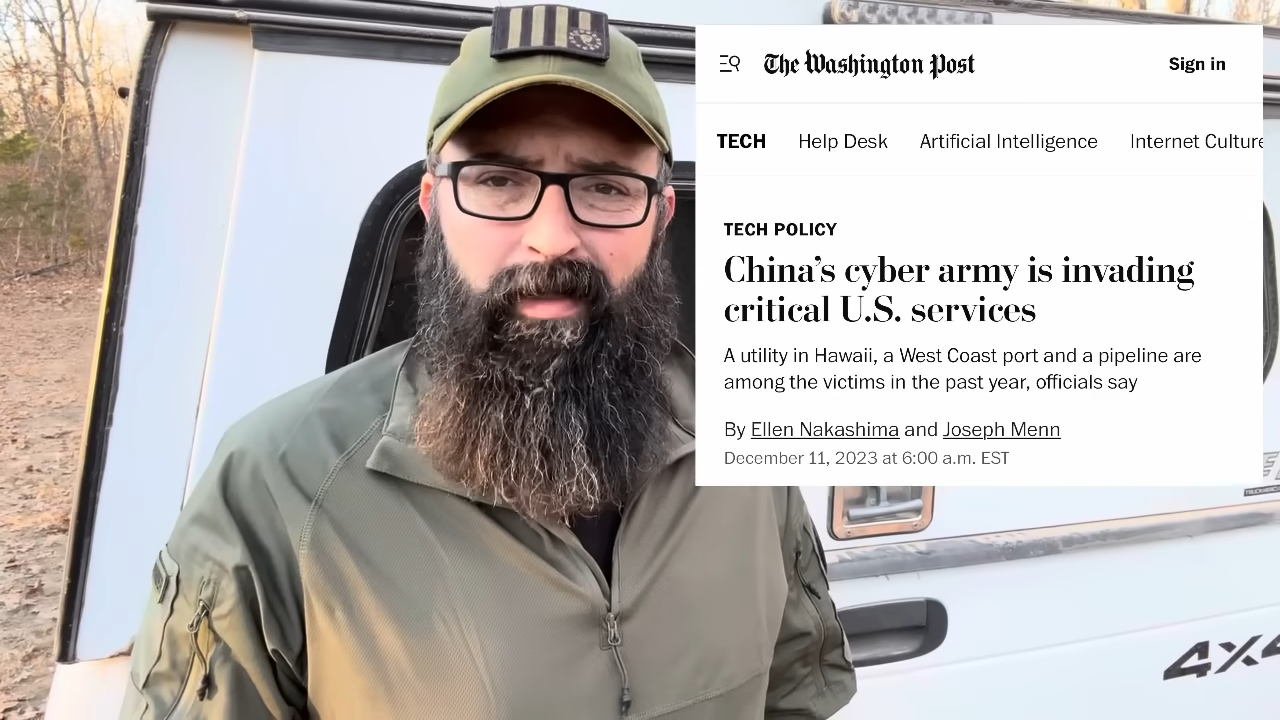 The Washington Post
Sign in
TECH
Help Desk
Artificial Intelligence
Internet Culture
TECH POLICY
China's cyber army is invading
critical U.S. services
A utility in Hawaii, a West Coast port and a pipeline are
among the victims in the past year, officials say
By Ellen Nakashima and Joseph Menn
December 11, 2023 at 6:00 a.m. EST
4X4